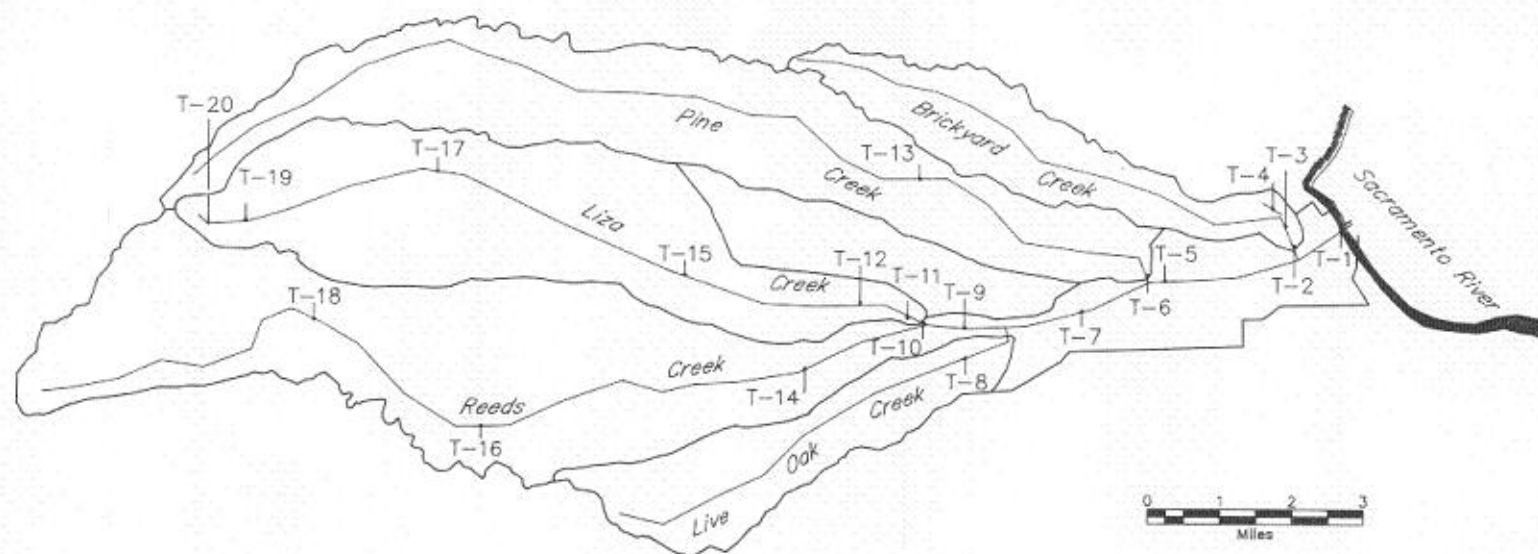 T-20
T-19
T-17
Pine
Creek
T-13
Brickyard
Creek
T-4
T-3
Sacramento River
Liza
Creek
T-15
T-12
T-11
T-9
T-5
T-1
T-2
T-6
T-7
T-10
T-18
T-8
Creek
T-14
Reeds
T-16
Creek
Oak
Live
0 1 2 3
Miles